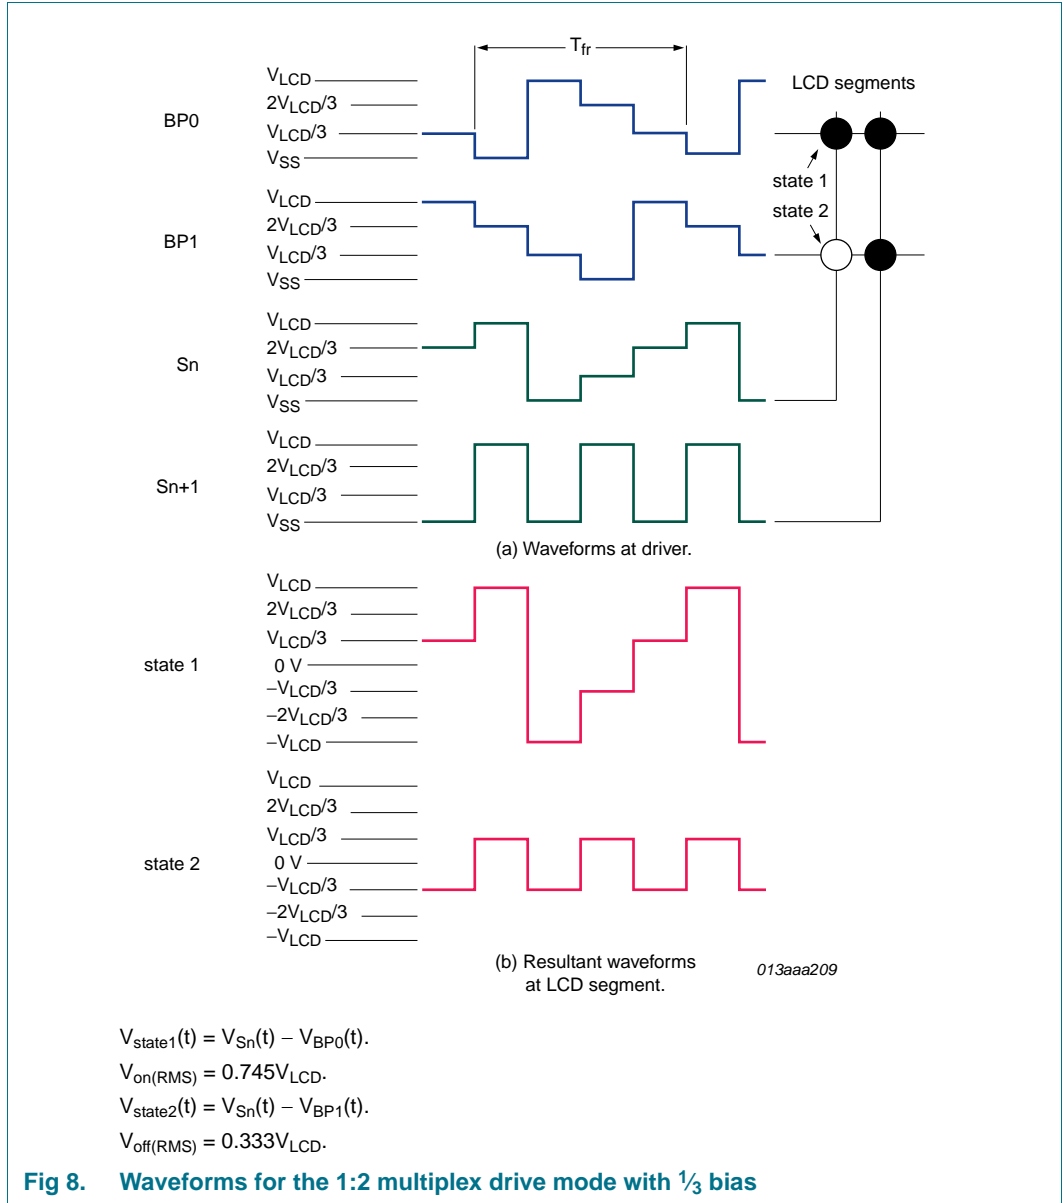 T_fr
BP0
V_LCD
2V_LCD/3
V_LCD/3
V_SS
LCD segments
state 1
state 2
BP1
V_LCD
2V_LCD/3
V_LCD/3
V_SS
Sn
V_LCD
2V_LCD/3
V_LCD/3
V_SS
Sn+1
V_LCD
2V_LCD/3
V_LCD/3
V_SS
(a) Waveforms at driver.
state 1
V_LCD
2V_LCD/3
V_LCD/3
0 V
−V_LCD/3
−2V_LCD/3
−V_LCD
state 2
V_LCD
2V_LCD/3
V_LCD/3
0 V
−V_LCD/3
−2V_LCD/3
−V_LCD
(b) Resultant waveforms
at LCD segment.
013aaa209
V_state1(t) = V_Sn(t) − V_BP0(t).
V_on(RMS) = 0.745V_LCD.
V_state2(t) = V_Sn(t) − V_BP1(t).
V_off(RMS) = 0.333V_LCD.
Fig 8. Waveforms for the 1:2 multiplex drive mode with 1⁄3 bias